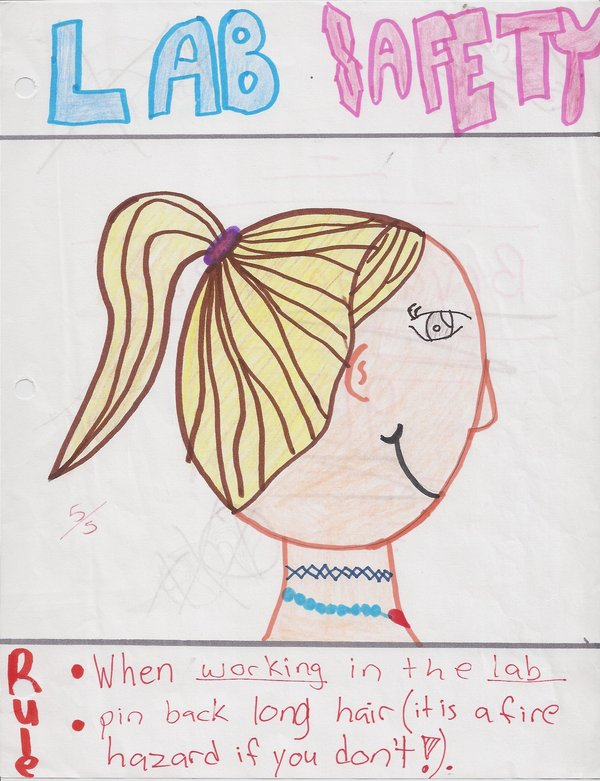 LAB SAFETY
5/5
Rule
• When working in the lab
• pin back long hair (it is a fire
hazard if you don't!).